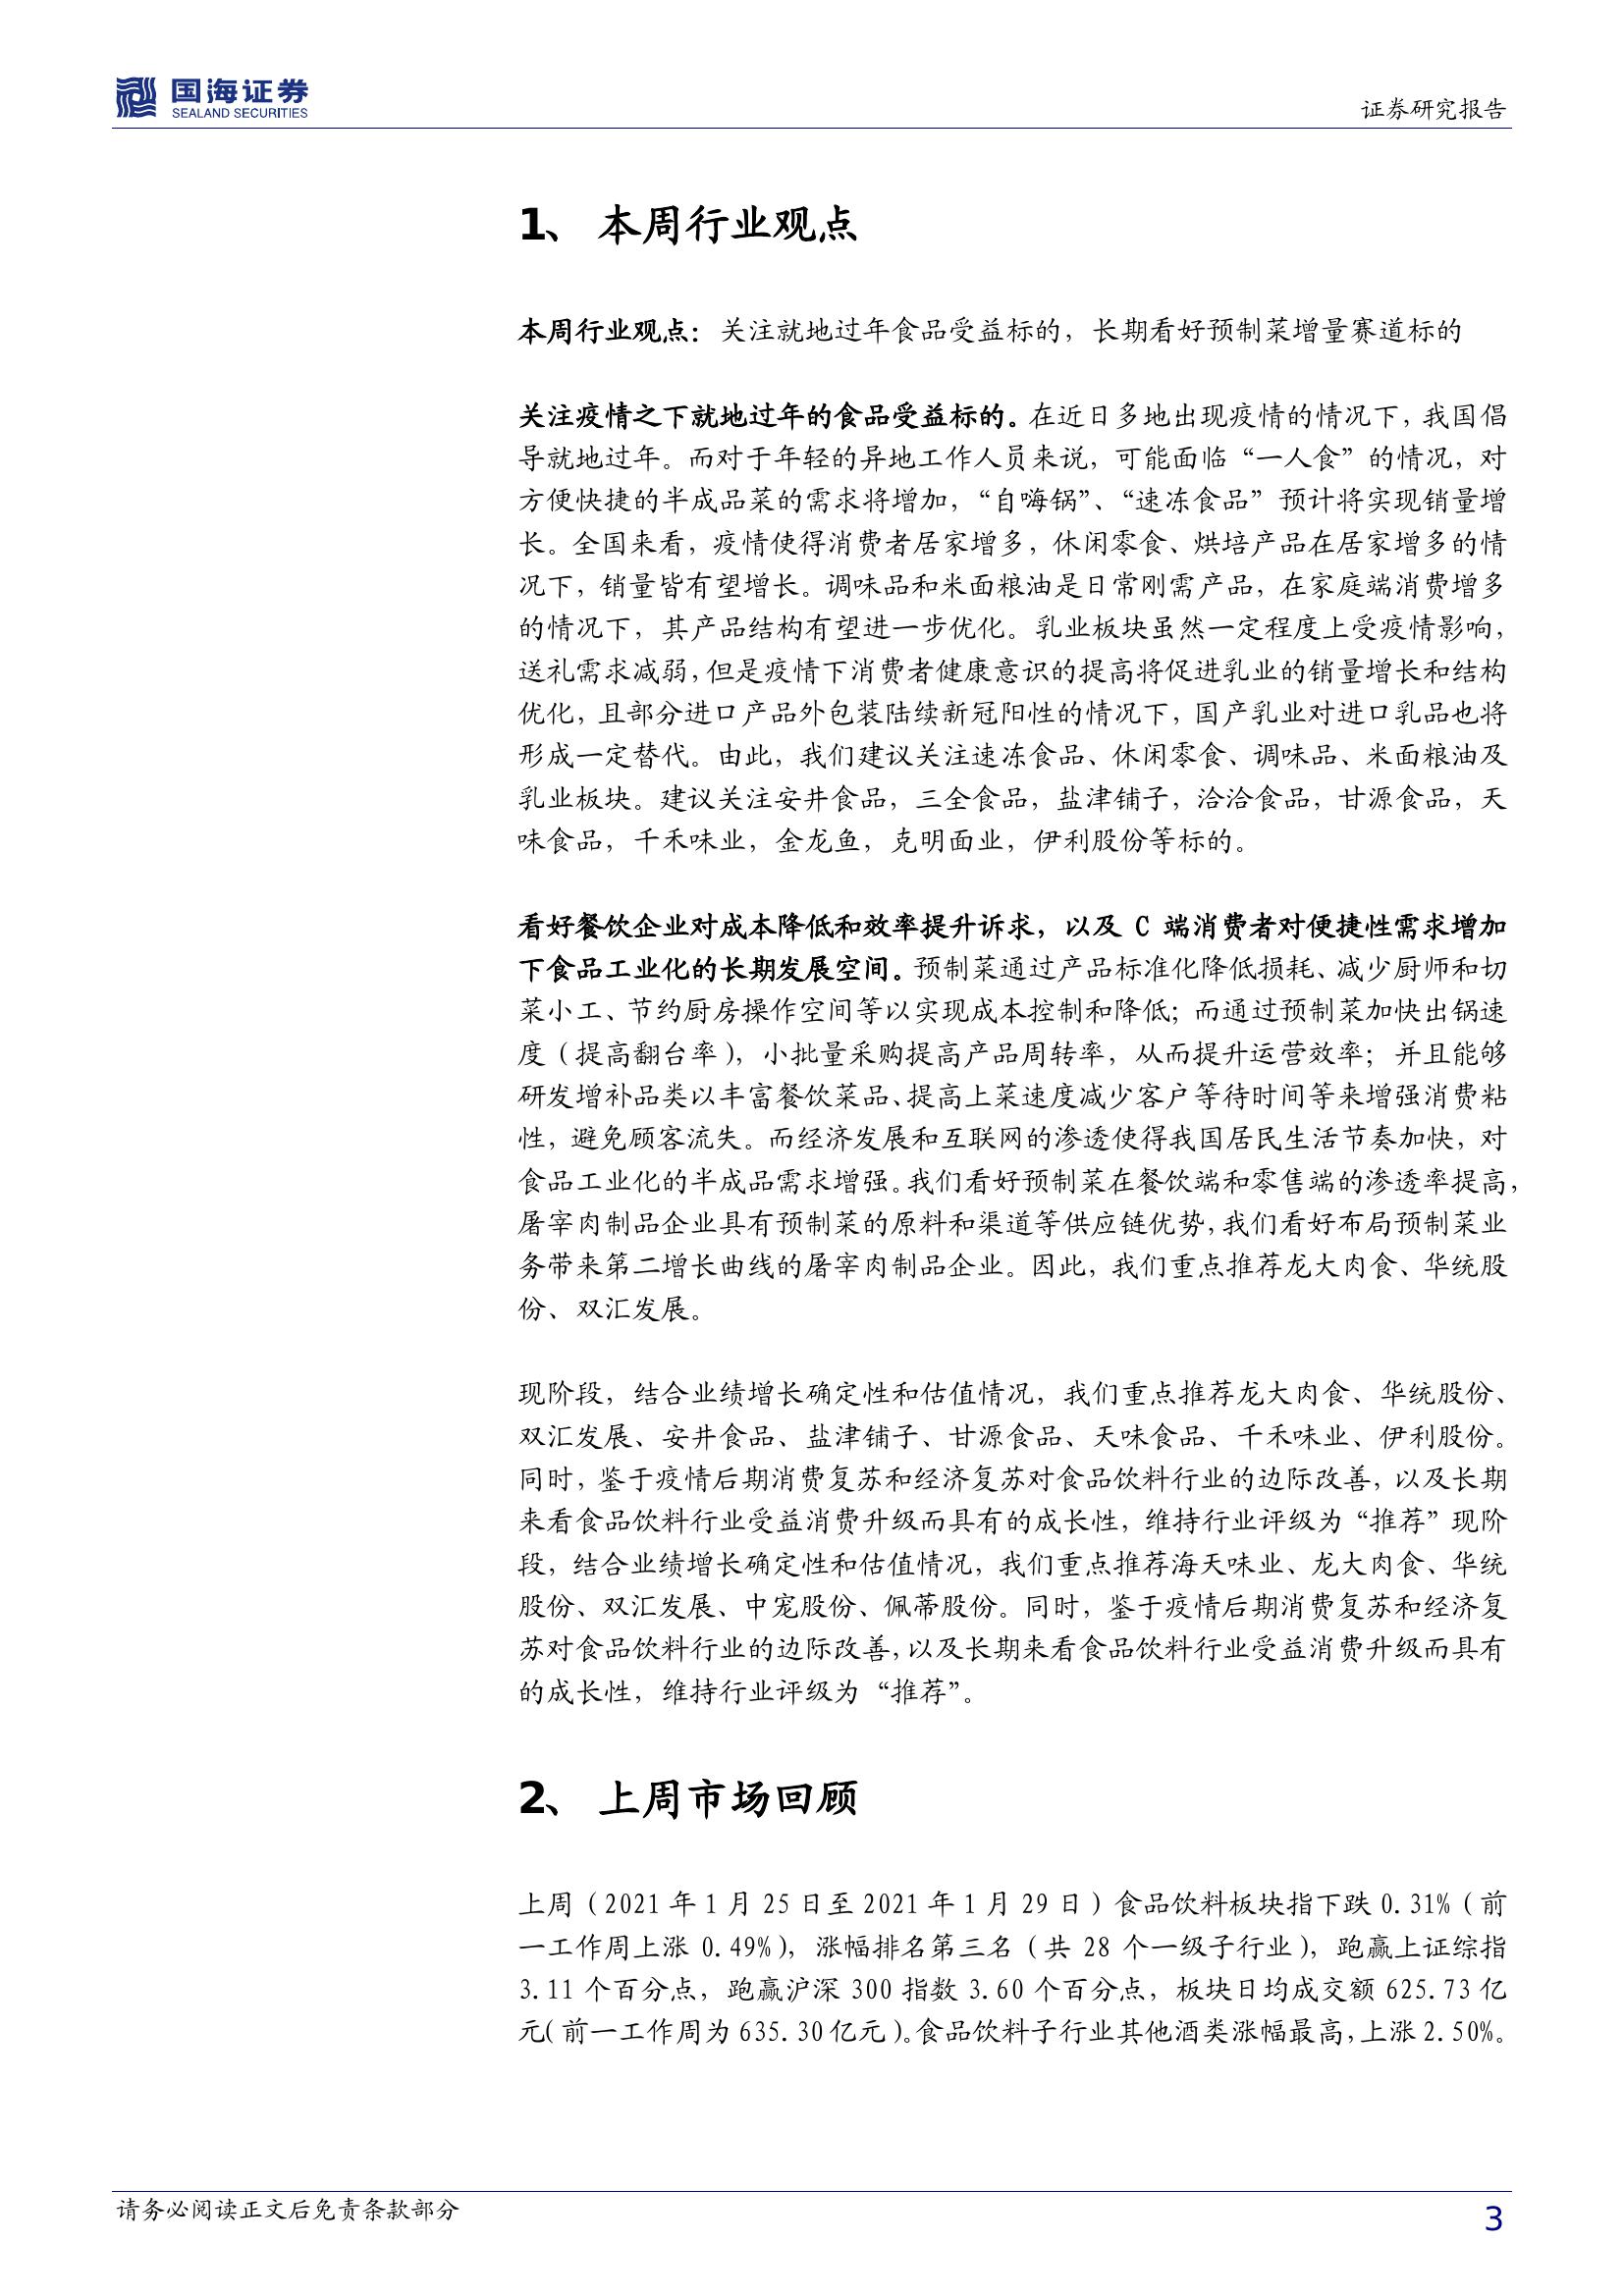 国海证券
SEALAND SECURITIES
证券研究报告
1、 本周行业观点
本周行业观点：关注就地过年食品受益标的，长期看好预制菜增量赛道标的
关注疫情之下就地过年的食品受益标的。在近日多地出现疫情的情况下，我国倡
导就地过年。而对于年轻的异地工作人员来说，可能面临“一人食”的情况，对
方便快捷的半成品菜的需求将增加，“自嗨锅”、“速冻食品”预计将实现销量增
长。全国来看，疫情使得消费者居家增多，休闲零食、烘培产品在居家增多的情
况下，销量皆有望增长。调味品和米面粮油是日常刚需产品，在家庭端消费增多
的情况下，其产品结构有望进一步优化。乳业板块虽然一定程度上受疫情影响，
送礼需求减弱，但是疫情下消费者健康意识的提高将促进乳业的销量增长和结构
优化，且部分进口产品外包装陆续新冠阳性的情况下，国产乳业对进口乳品也将
形成一定替代。由此，我们建议关注速冻食品、休闲零食、调味品、米面粮油及
乳业板块。建议关注安井食品，三全食品，盐津铺子，洽洽食品，甘源食品，天
味食品，千禾味业，金龙鱼，克明面业，伊利股份等标的。
看好餐饮企业对成本降低和效率提升诉求，以及 C 端消费者对便捷性需求增加
下食品工业化的长期发展空间。预制菜通过产品标准化降低损耗、减少厨师和切
菜小工、节约厨房操作空间等以实现成本控制和降低；而通过预制菜加快出锅速
度（提高翻台率），小批量采购提高产品周转率，从而提升运营效率；并且能够
研发增补品类以丰富餐饮菜品、提高上菜速度减少客户等待时间等来增强消费粘
性，避免顾客流失。而经济发展和互联网的渗透使得我国居民生活节奏加快，对
食品工业化的半成品需求增强。我们看好预制菜在餐饮端和零售端的渗透率提高，
屠宰肉制品企业具有预制菜的原料和渠道等供应链优势，我们看好布局预制菜业
务带来第二增长曲线的屠宰肉制品企业。因此，我们重点推荐龙大肉食、华统股
份、双汇发展。
现阶段，结合业绩增长确定性和估值情况，我们重点推荐龙大肉食、华统股份、
双汇发展、安井食品、盐津铺子、甘源食品、天味食品、千禾味业、伊利股份。
同时，鉴于疫情后期消费复苏和经济复苏对食品饮料行业的边际改善，以及长期
来看食品饮料行业受益消费升级而具有的成长性，维持行业评级为“推荐”现阶
段，结合业绩增长确定性和估值情况，我们重点推荐海天味业、龙大肉食、华统
股份、双汇发展、中宠股份、佩蒂股份。同时，鉴于疫情后期消费复苏和经济复
苏对食品饮料行业的边际改善，以及长期来看食品饮料行业受益消费升级而具有
的成长性，维持行业评级为“推荐”。
2、 上周市场回顾
上周（2021 年 1 月 25 日至 2021 年 1 月 29 日）食品饮料板块指下跌 0.31%（前
一工作周上涨 0.49%），涨幅排名第三名（共 28 个一级子行业），跑赢上证综指
3.11 个百分点，跑赢沪深 300 指数 3.60 个百分点，板块日均成交额 625.73 亿
元（前一工作周为 635.30 亿元）。食品饮料子行业其他酒类涨幅最高，上涨 2.50%。
请务必阅读正文后免责条款部分
3